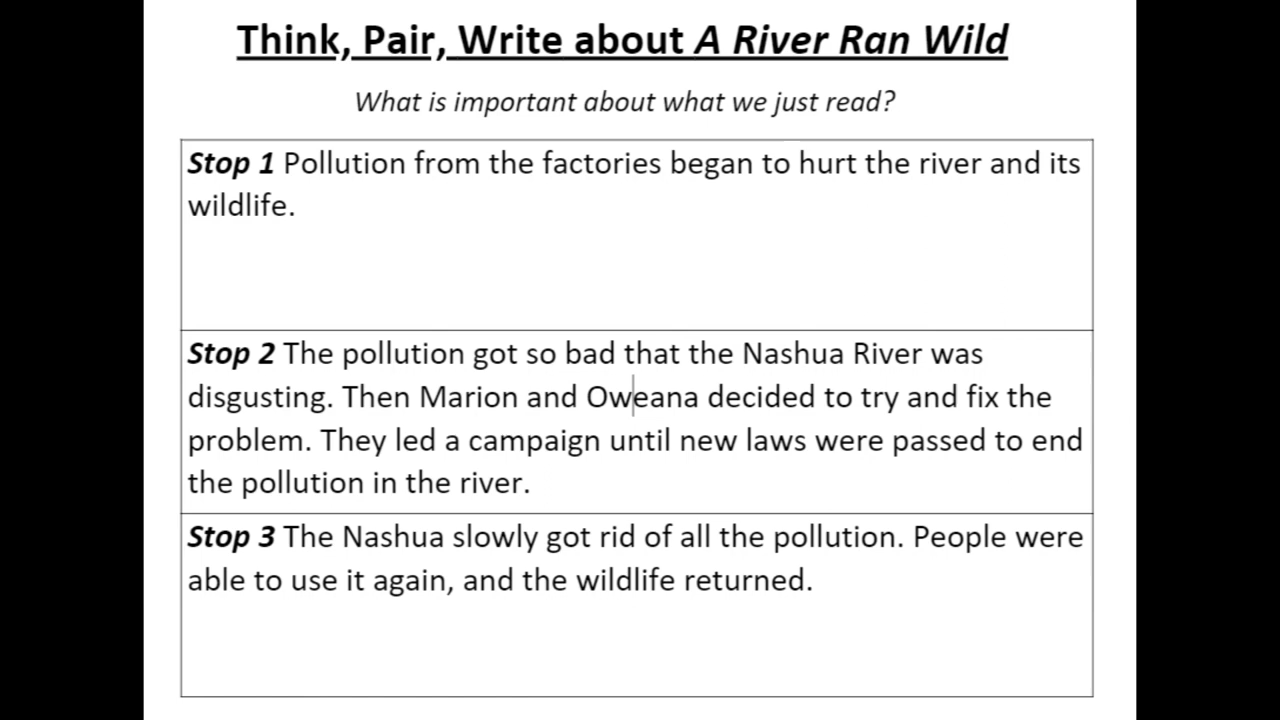 Think, Pair, Write about A River Ran Wild
What is important about what we just read?
Stop 1 Pollution from the factories began to hurt the river and its
wildlife.
Stop 2 The pollution got so bad that the Nashua River was
disgusting. Then Marion and Oweana decided to try and fix the
problem. They led a campaign until new laws were passed to end
the pollution in the river.
Stop 3 The Nashua slowly got rid of all the pollution. People were
able to use it again, and the wildlife returned.